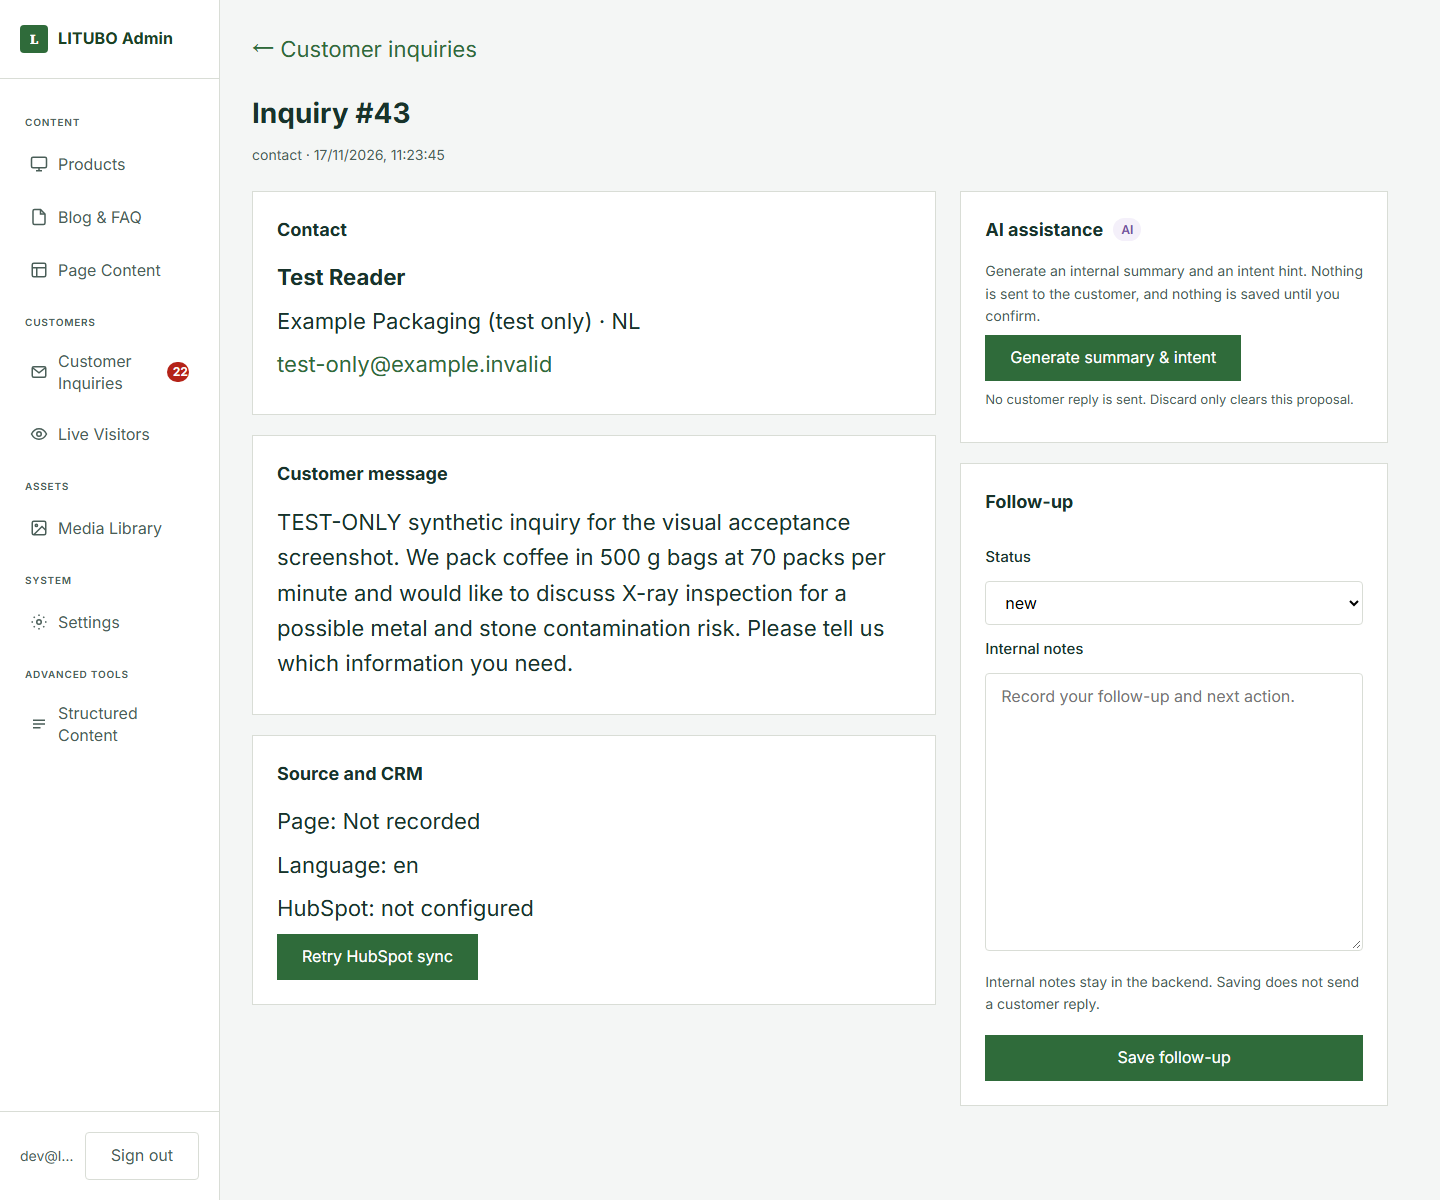 L LITUBO Admin
CONTENT
Products
Blog & FAQ
Page Content
CUSTOMERS
Customer
Inquiries
22
Live Visitors
ASSETS
Media Library
SYSTEM
Settings
ADVANCED TOOLS
Structured
Content
dev@l...
Sign out
← Customer inquiries
Inquiry #43
contact · 17/11/2026, 11:23:45
Contact
Test Reader
Example Packaging (test only) · NL
test-only@example.invalid
Customer message
TEST-ONLY synthetic inquiry for the visual acceptance
screenshot. We pack coffee in 500 g bags at 70 packs per
minute and would like to discuss X-ray inspection for a
possible metal and stone contamination risk. Please tell us
which information you need.
Source and CRM
Page: Not recorded
Language: en
HubSpot: not configured
Retry HubSpot sync
AI assistance AI
Generate an internal summary and an intent hint. Nothing
is sent to the customer, and nothing is saved until you
confirm.
Generate summary & intent
No customer reply is sent. Discard only clears this proposal.
Follow-up
Status
new
Internal notes
Record your follow-up and next action.
Internal notes stay in the backend. Saving does not send
a customer reply.
Save follow-up